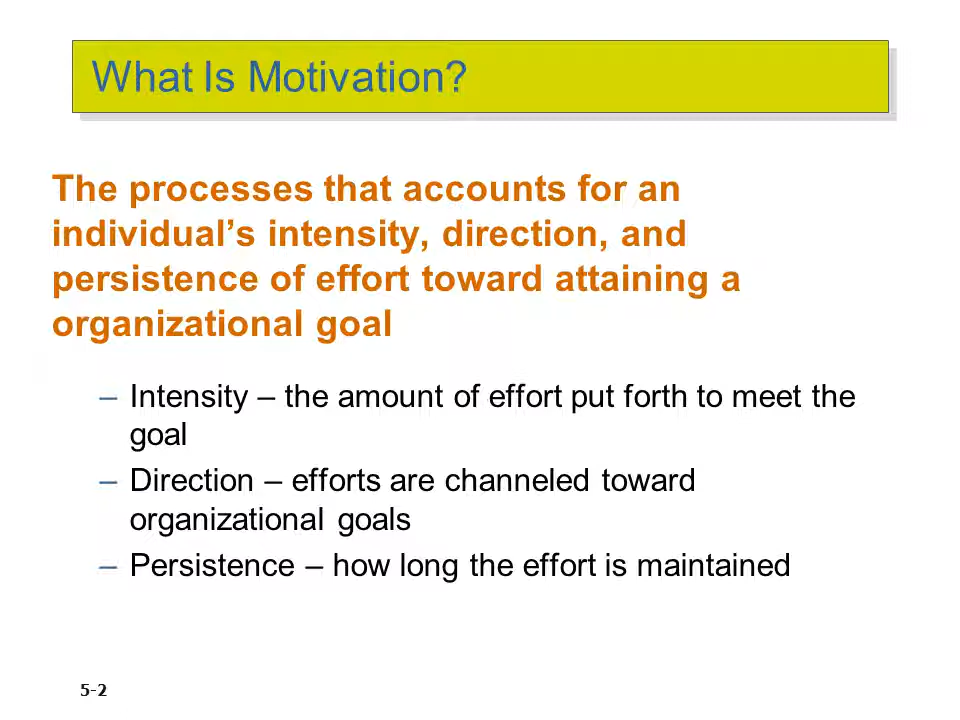 What Is Motivation?
The processes that accounts for an
individual’s intensity, direction, and
persistence of effort toward attaining a
organizational goal
– Intensity – the amount of effort put forth to meet the
goal
– Direction – efforts are channeled toward
organizational goals
– Persistence – how long the effort is maintained
5-2